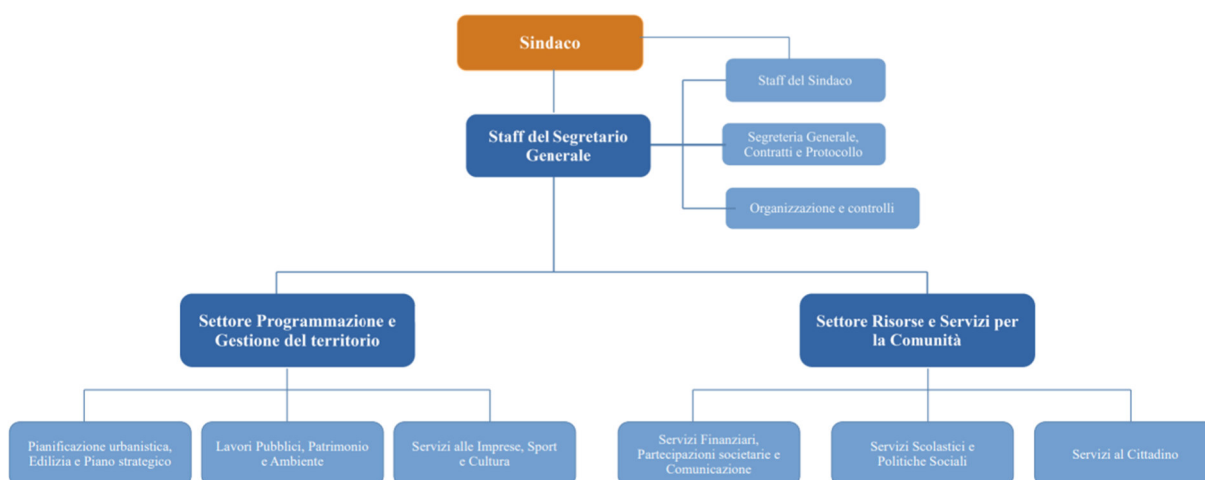 Sindaco
Staff del Sindaco
Staff del Segretario
Generale
Segreteria Generale,
Contratti e Protocollo
Organizzazione e controlli
Settore Programmazione e
Gestione del territorio
Settore Risorse e Servizi per
la Comunità
Pianificazione urbanistica,
Edilizia e Piano strategico
Lavori Pubblici, Patrimonio
e Ambiente
Servizi alle Imprese, Sport
e Cultura
Servizi Finanziari,
Partecipazioni societarie e
Comunicazione
Servizi Scolastici e
Politiche Sociali
Servizi al Cittadino